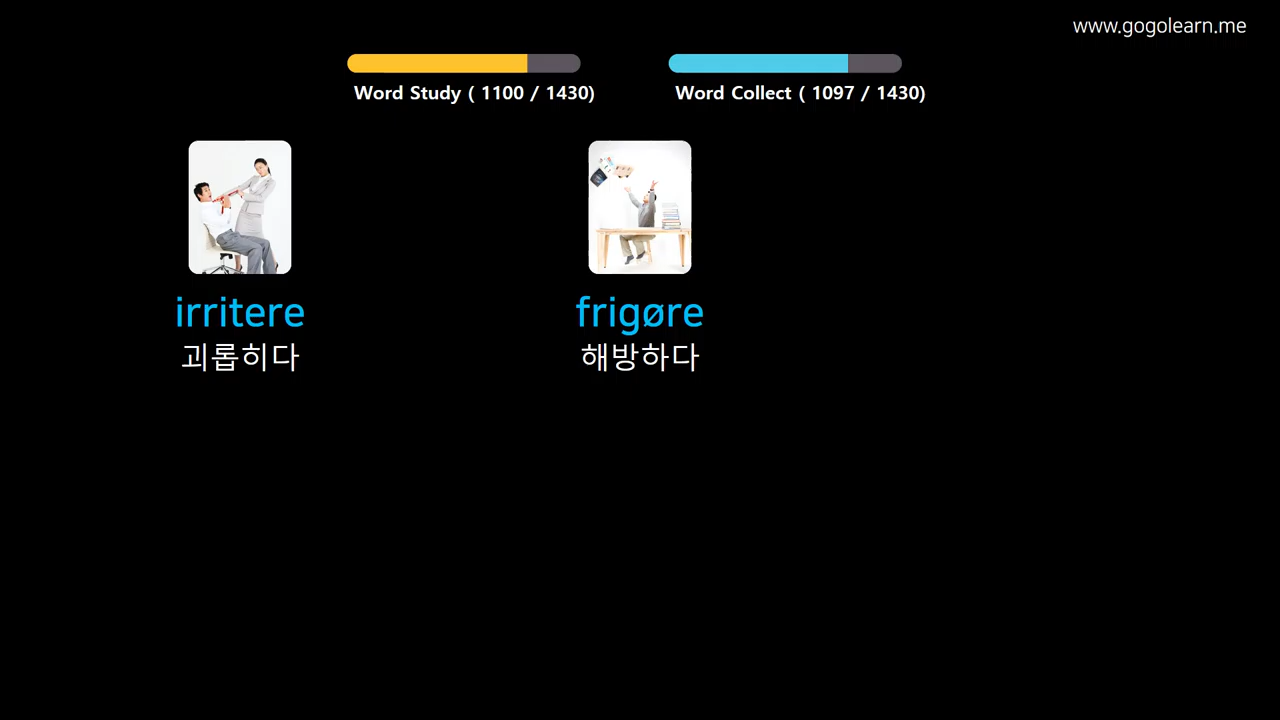 www.gogolearn.me
Word Study ( 1100 / 1430)
Word Collect ( 1097 / 1430)
irritere
괴롭히다
frigøre
해방하다